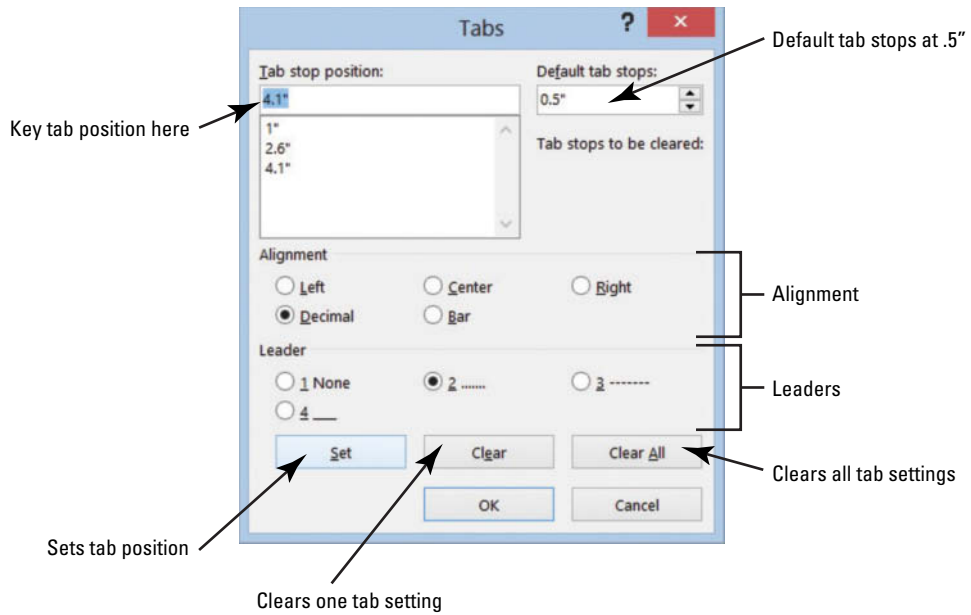 Tabs ? ×
Default tab stops at .5″
Tab stop position:
Default tab stops:
4.1"
0.5"
Key tab position here
1"
2.6"
4.1"
Tab stops to be cleared:
Alignment
Left Center Right
Decimal Bar
Alignment
Leader
1 None 2 ....... 3 -------
4 ___
Leaders
Set Clear Clear All
Clears all tab settings
OK Cancel
Sets tab position
Clears one tab setting